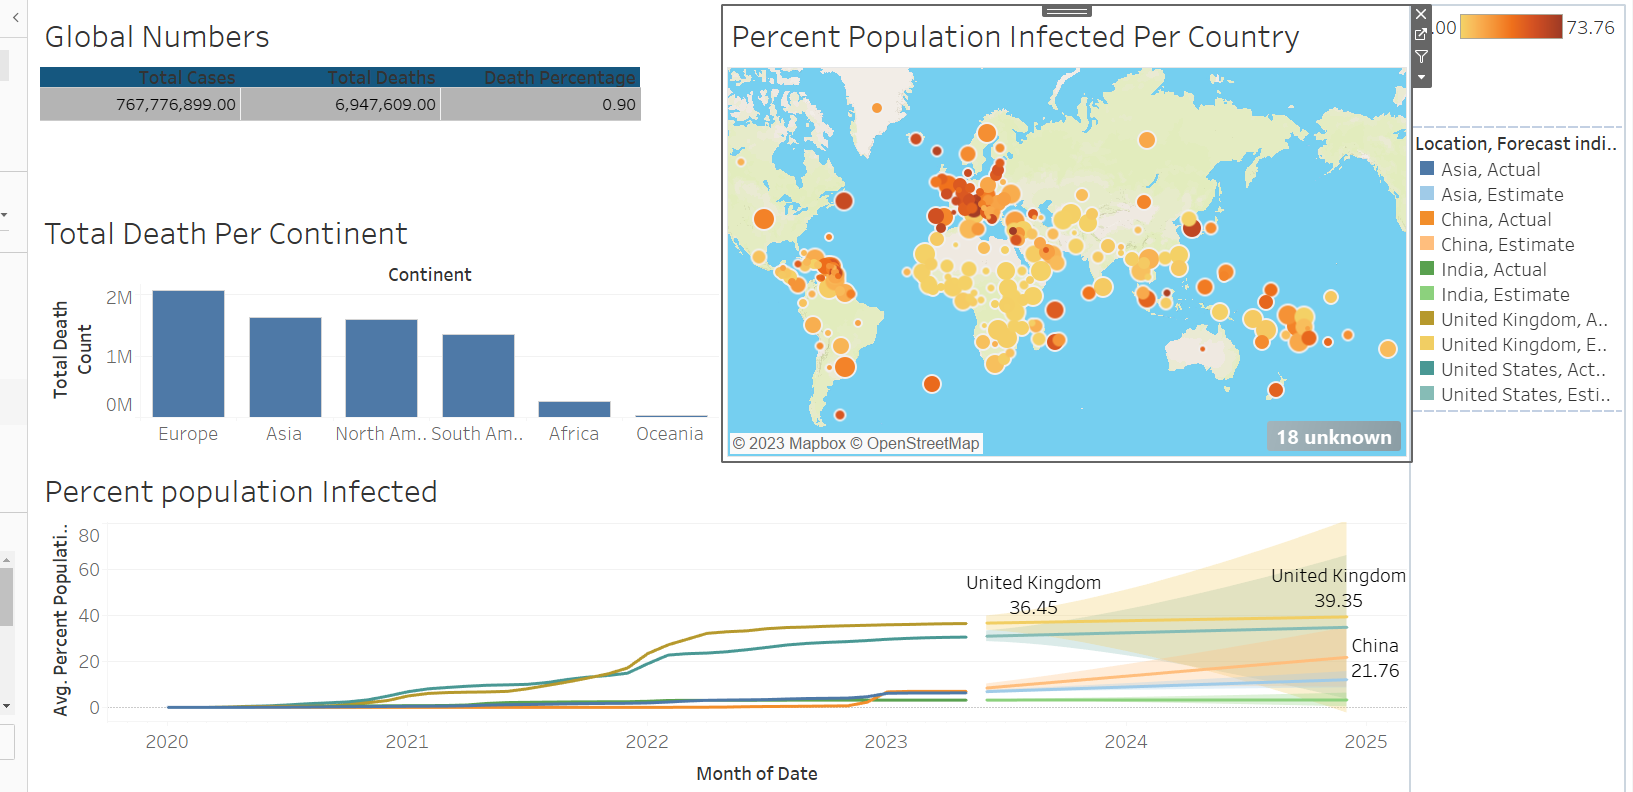 Global Numbers
Total Cases Total Deaths Death Percentage
767,776,899.00 6,947,609.00 0.90
Total Death Per Continent
Continent
Total Death
Count
2M
1M
0M
Europe Asia North Am.. South Am.. Africa Oceania
Percent Population Infected Per Country
© 2023 Mapbox © OpenStreetMap
18 unknown
.00 73.76
Location, Forecast indi..
Asia, Actual
Asia, Estimate
China, Actual
China, Estimate
India, Actual
India, Estimate
United Kingdom, A..
United Kingdom, E..
United States, Act..
United States, Esti..
Percent population Infected
Avg. Percent Populati..
80
60
40
20
0
United Kingdom
36.45
United Kingdom
39.35
China
21.76
2020 2021 2022 2023 2024 2025
Month of Date